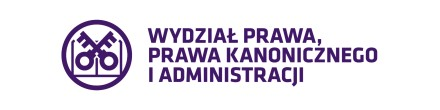 WYDZIAŁ PRAWA,
PRAWA KANONICZNEGO
I ADMINISTRACJI